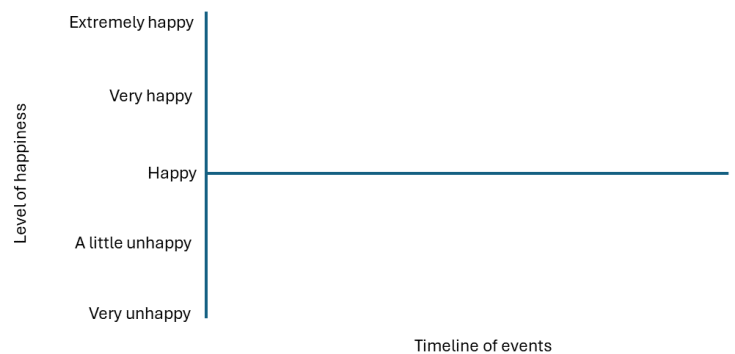 Extremely happy
Very happy
Level of happiness
Happy
A little unhappy
Very unhappy
Timeline of events